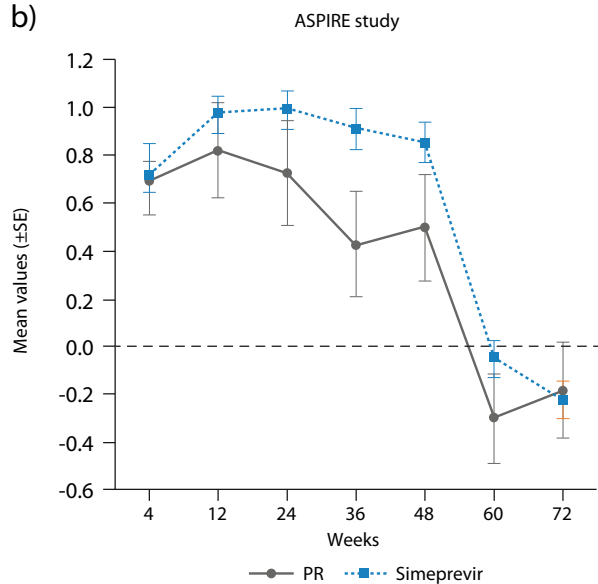 b)
ASPIRE study
Mean values (±SE)
1.2
1.0
0.8
0.6
0.4
0.2
0.0
-0.2
-0.4
-0.6
4 12 24 36 48 60 72
Weeks
PR Simeprevir